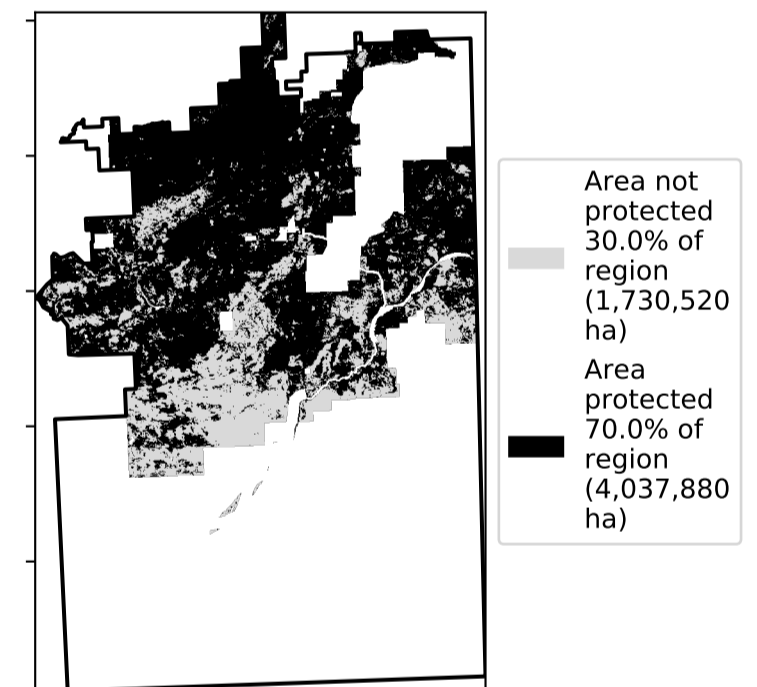 Area not
protected
30.0% of
region
(1,730,520
ha)
Area
protected
70.0% of
region
(4,037,880
ha)